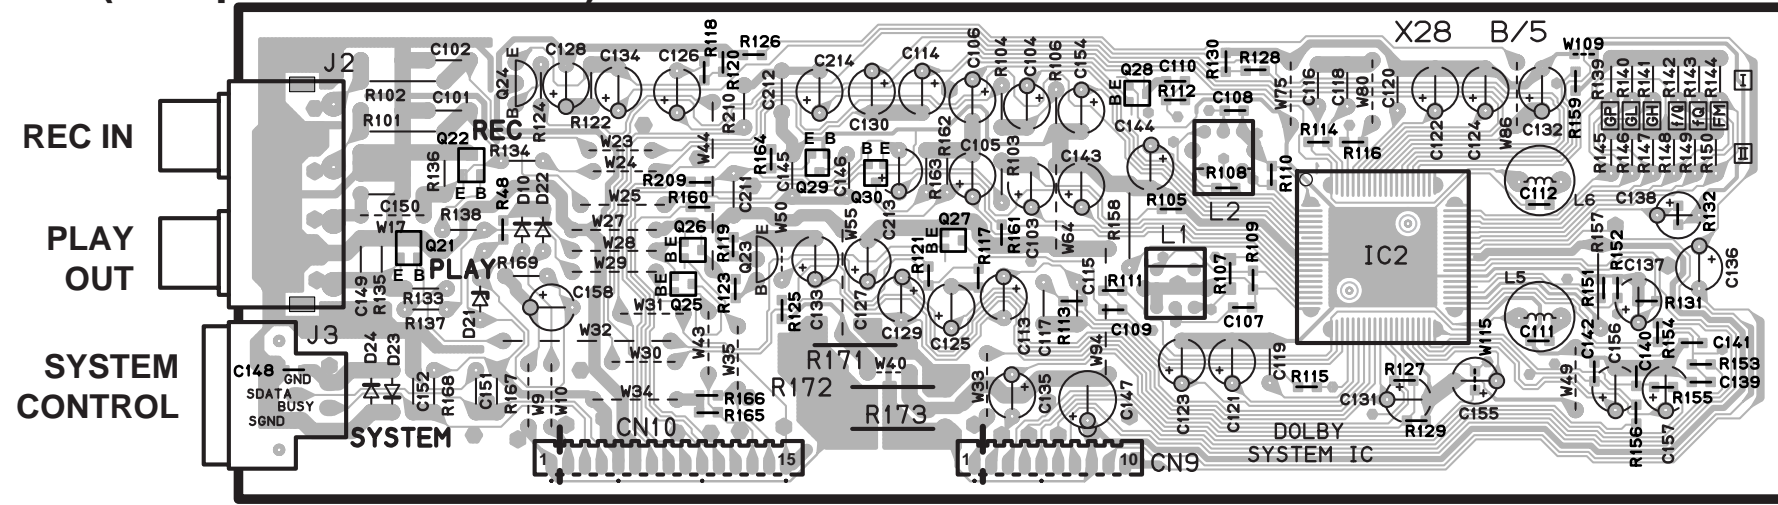 X28 B/5
REC IN
PLAY
OUT
SYSTEM
CONTROL
J2
C102
R102
C101
R101
Q22
REC
R136
E B
R134
Q24
B E
C128
R124
R122
C134
C126
R118
R120
R126
R210
C212
C214
C114
C130
C106
R104
C104
R106
C154
Q28
B E
C110
R112
R130
R128
C108
W75
C116
C118
W80
C120
R114
R116
C122
C124
W86
C132
W109
R159
R139
R140
R141
R142
R143
R144
GP
GL
GH
f/Q
fQ
FM
R145
R146
R147
R148
R149
R150
W23
W24
W44
R164
C145
E B
Q29
C146
B E
Q30
R162
R163
C105
R103
C143
C144
R108
L2
R110
R105
C150
W17
R138
R48
D10
D22
W25
R209
R160
C211
W27
W28
W29
Q26
B E
R119
Q23
B
E
W50
W55
C213
R121
Q27
B E
R117
R161
C103
W64
R158
L1
R107
R109
IC2
C112
L6
C138
R132
R157
R152
C137
C136
Q21
E B
PLAY
R169
C149
R135
R133
R137
D21
C158
W31
B E
Q25
R123
R125
C133
C127
C129
C125
C113
C117
R113
C115
R111
C109
C107
L5
C111
R151
R131
C142
C156
C140
R154
C141
R153
C139
R155
J3
D24
D23
C148
GND
SDATA
BUSY
SGND
C152
R168
C151
R167
SYSTEM
W9
W10
W32
W30
W34
W43
W35
R166
R165
CN10
1
15
R171
W40
R172
R173
W33
C135
W94
C147
1
10
CN9
C123
C121
C119
R115
DOLBY
SYSTEM IC
R127
C131
R129
W115
C155
W49
R156
C157